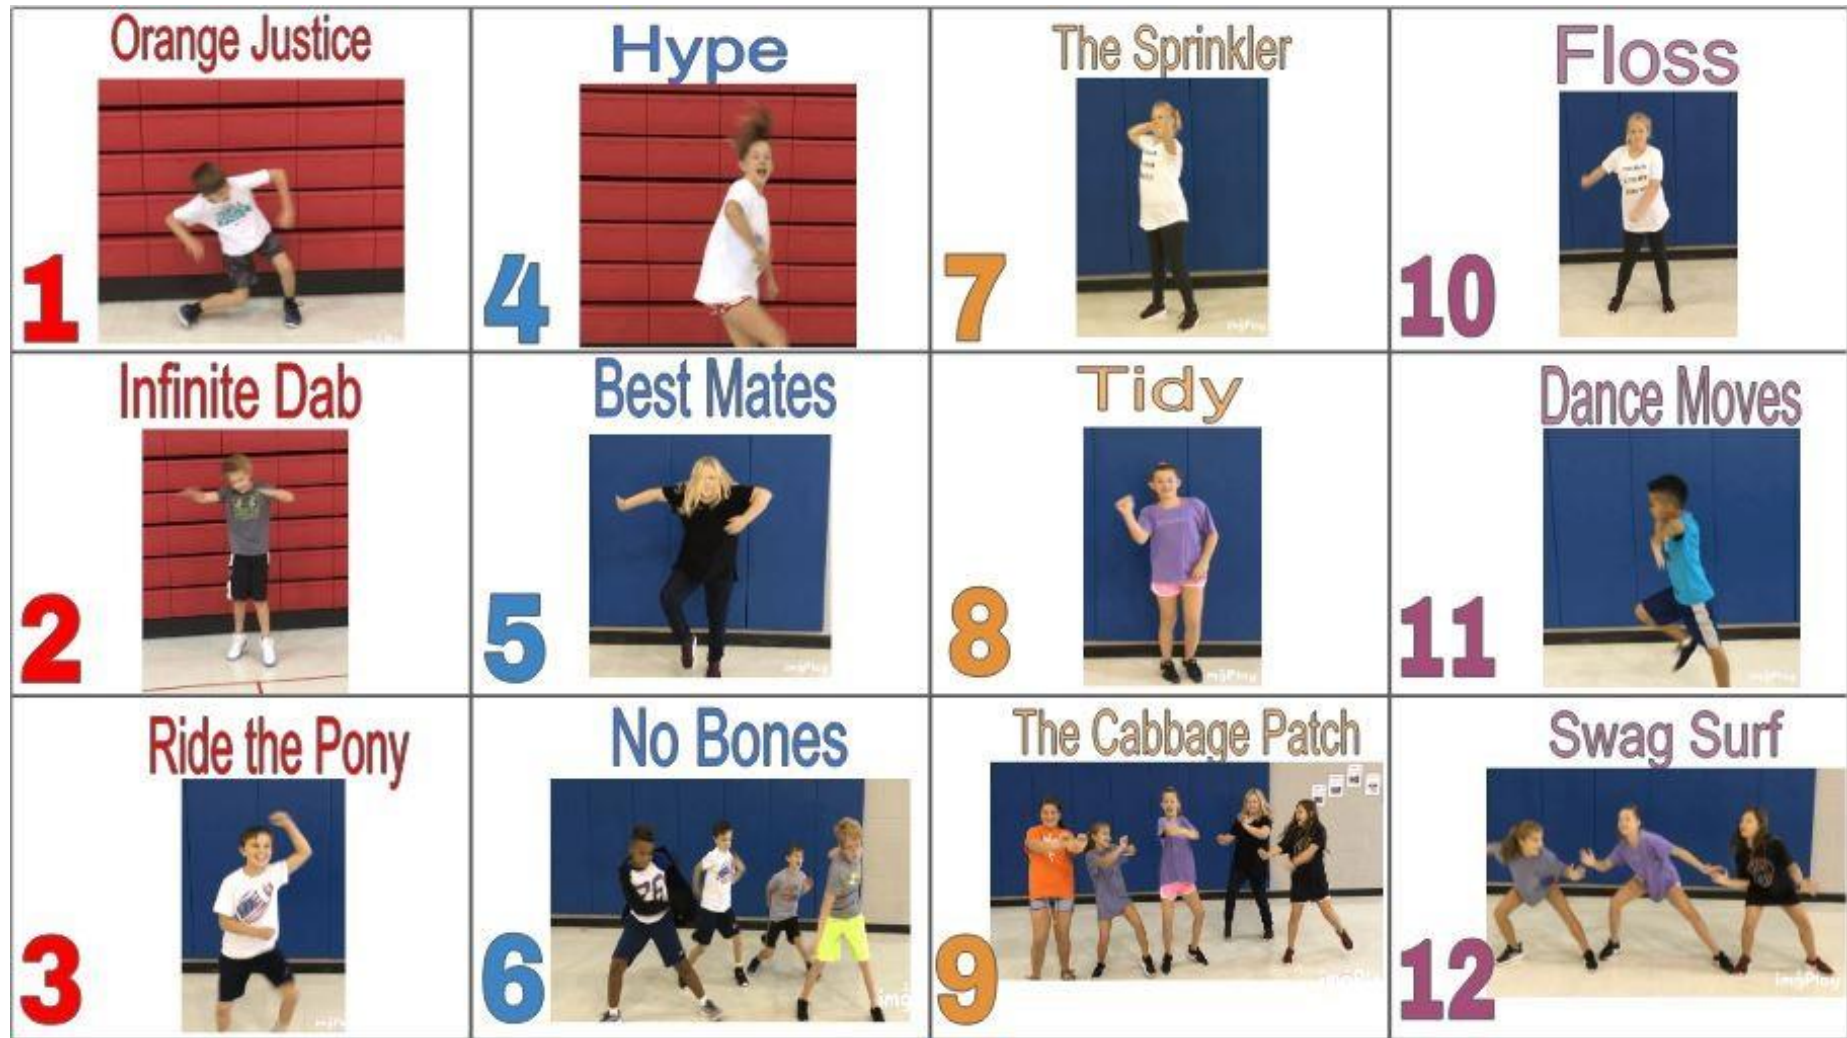 Orange Justice
1
Hype
4
The Sprinkler
7
Floss
10
Infinite Dab
2
Best Mates
5
Tidy
8
Dance Moves
11
Ride the Pony
3
No Bones
6
The Cabbage Patch
9
Swag Surf
12
imgPlay